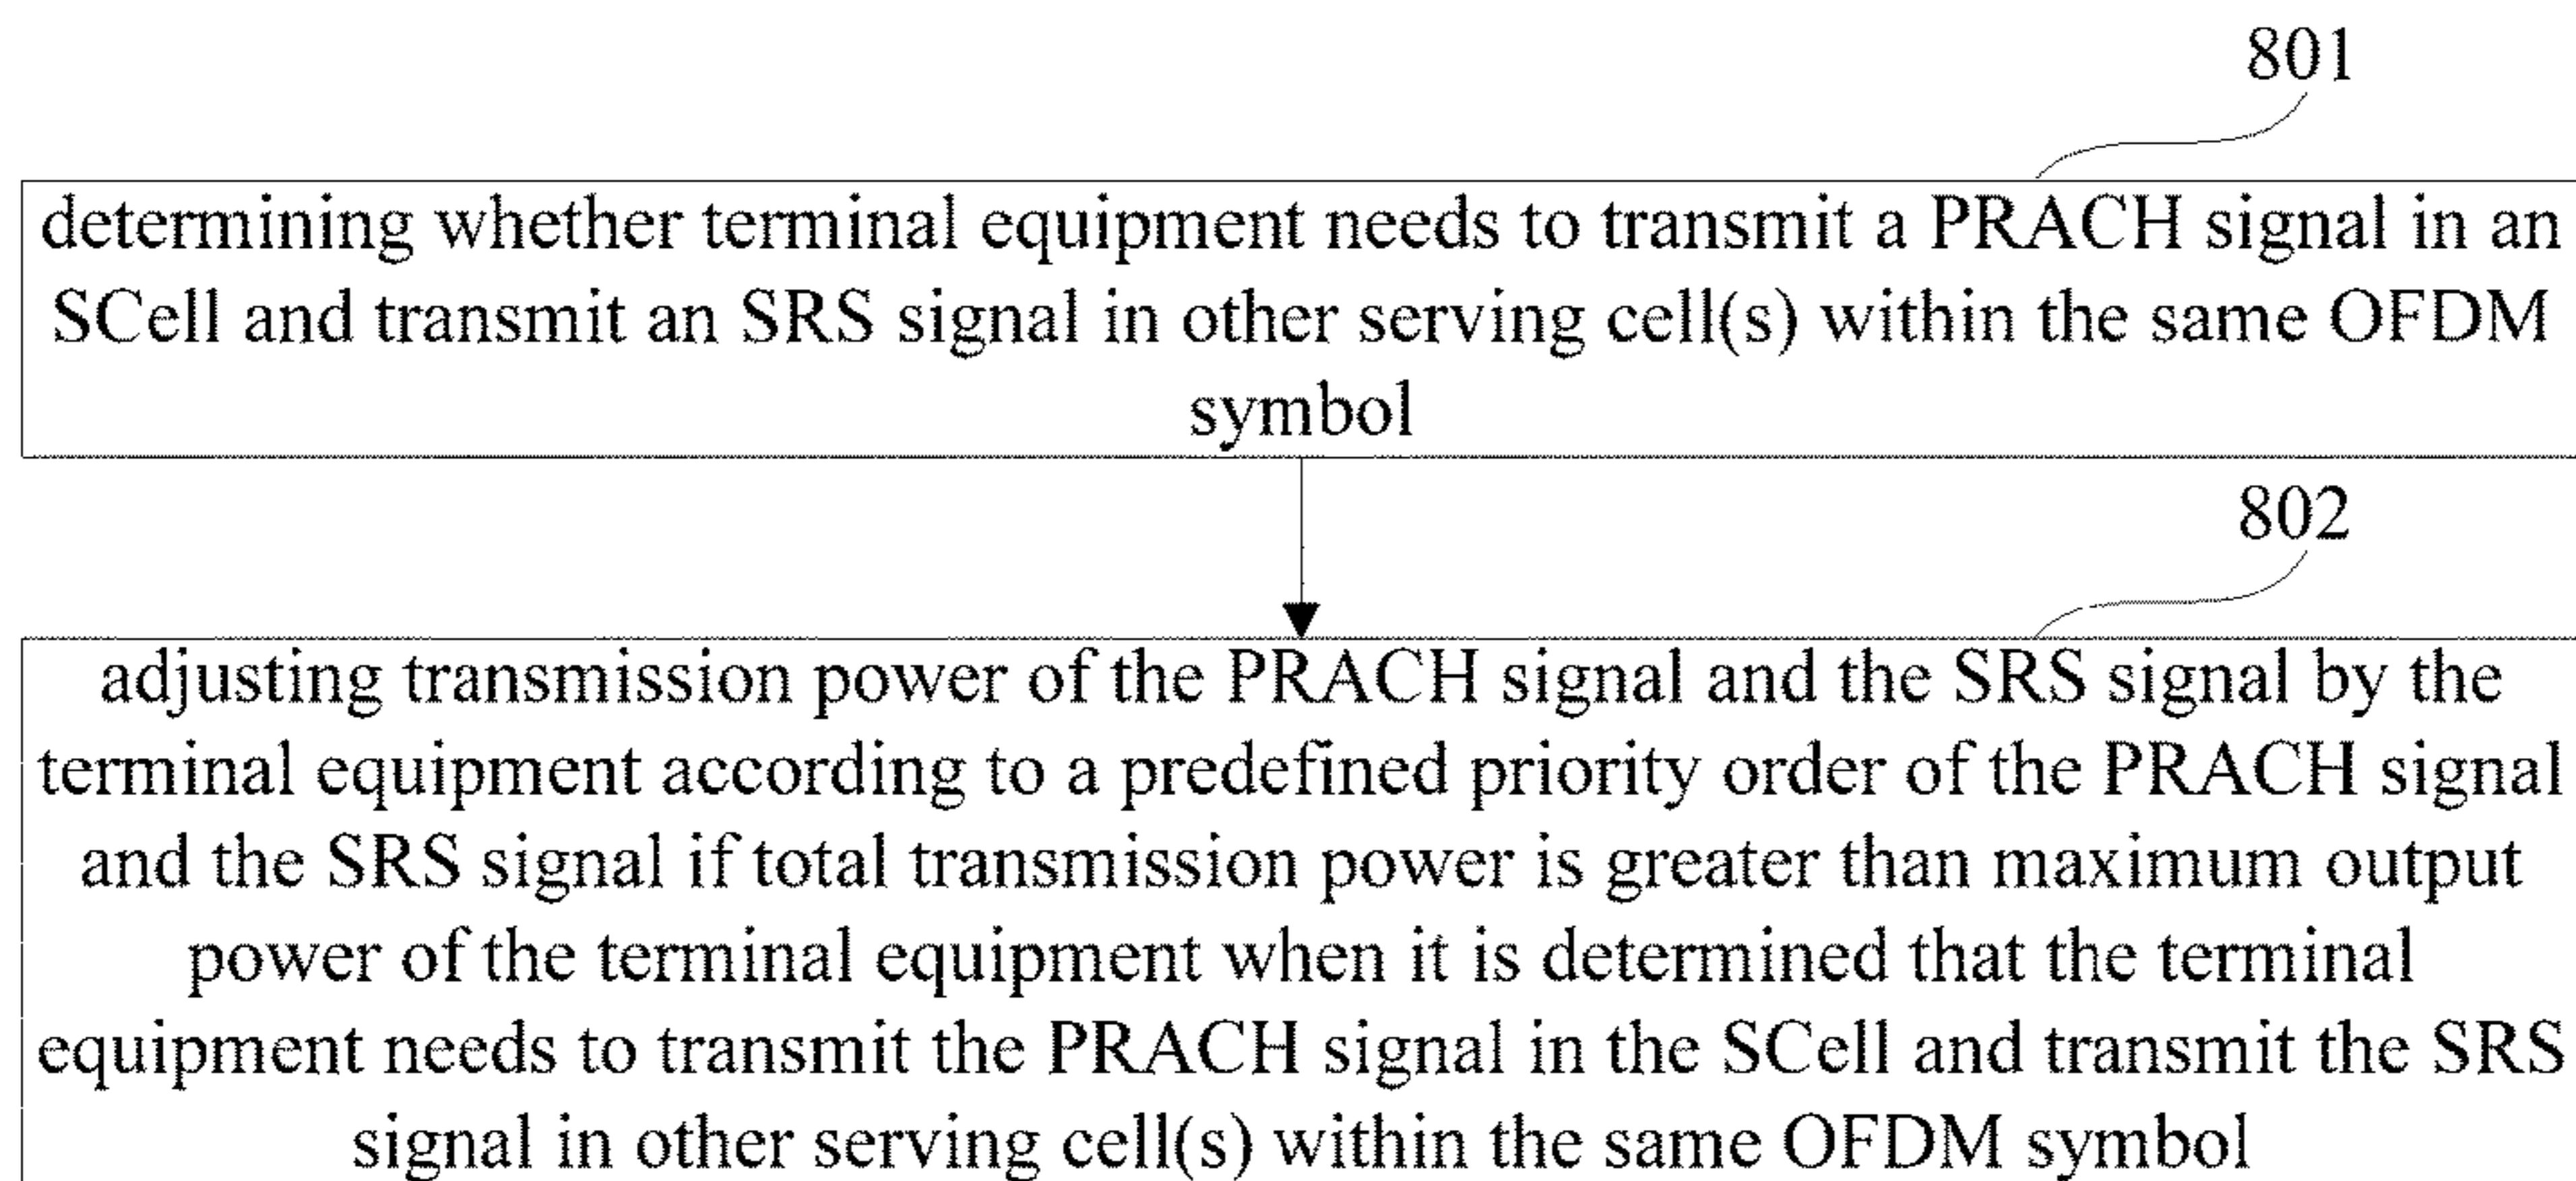 801
determining whether terminal equipment needs to transmit a PRACH signal in an
SCell and transmit an SRS signal in other serving cell(s) within the same OFDM
symbol
802
adjusting transmission power of the PRACH signal and the SRS signal by the
terminal equipment according to a predefined priority order of the PRACH signal
and the SRS signal if total transmission power is greater than maximum output
power of the terminal equipment when it is determined that the terminal
equipment needs to transmit the PRACH signal in the SCell and transmit the SRS
signal in other serving cell(s) within the same OFDM symbol